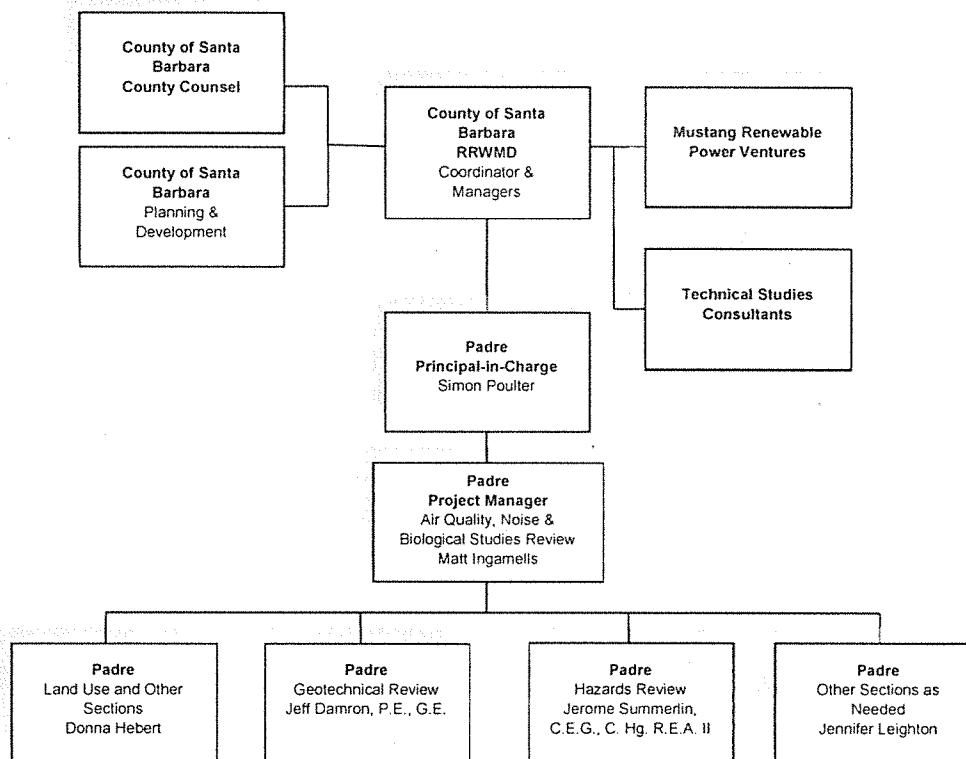 County of Santa
Barbara
County Counsel
County of Santa
Barbara
Planning &
Development
County of Santa
Barbara
RRWMD
Coordinator &
Managers
Mustang Renewable
Power Ventures
Technical Studies
Consultants
Padre
Principal-in-Charge
Simon Poulter
Padre
Project Manager
Air Quality, Noise &
Biological Studies Review
Matt Ingamells
Padre
Land Use and Other
Sections
Donna Hebert
Padre
Geotechnical Review
Jeff Damron, P.E., G.E.
Padre
Hazards Review
Jerome Summerlin,
C.E.G., C. Hg. R.E.A. II
Padre
Other Sections as
Needed
Jennifer Leighton